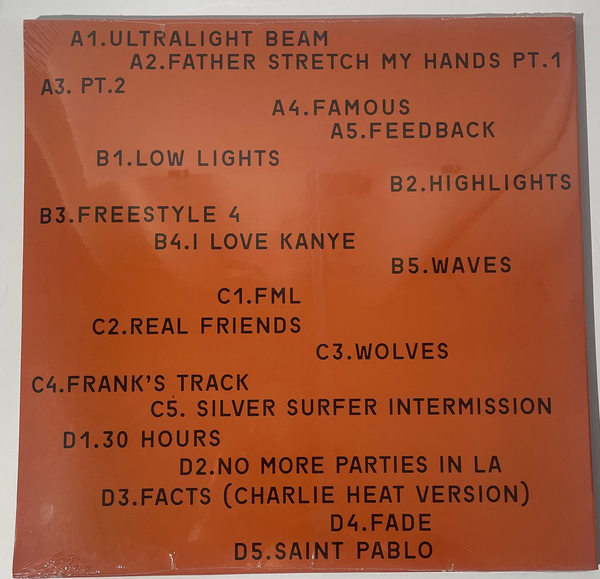 A1.ULTRALIGHT BEAM
A2.FATHER STRETCH MY HANDS PT.1
A3. PT.2
A4.FAMOUS
A5.FEEDBACK
B1.LOW LIGHTS
B2.HIGHLIGHTS
B3.FREESTYLE 4
B4.I LOVE KANYE
B5.WAVES
C1.FML
C2.REAL FRIENDS
C3.WOLVES
C4.FRANK'S TRACK
C5. SILVER SURFER INTERMISSION
D1.30 HOURS
D2.NO MORE PARTIES IN LA
D3.FACTS (CHARLIE HEAT VERSION)
D4.FADE
D5.SAINT PABLO